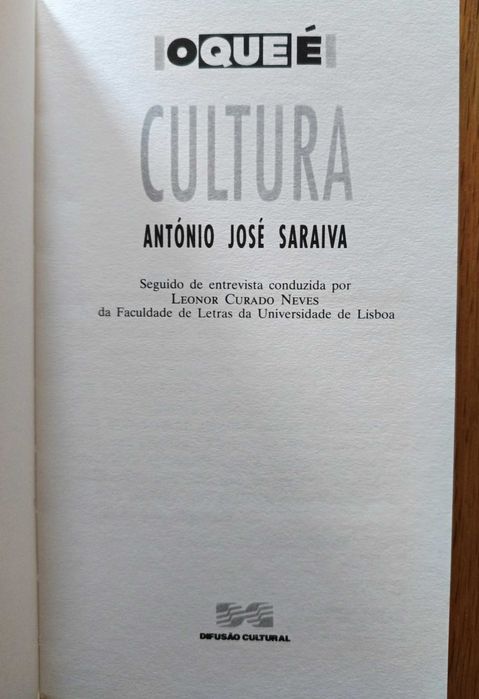 O QUE É
CULTURA
ANTÓNIO JOSÉ SARAIVA
Seguido de entrevista conduzida por
LEONOR CURADO NEVES
da Faculdade de Letras da Universidade de Lisboa
DIFUSÃO CULTURAL